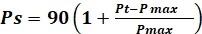 Ps = 90(1 + (Pt−P max)/(Pmax))